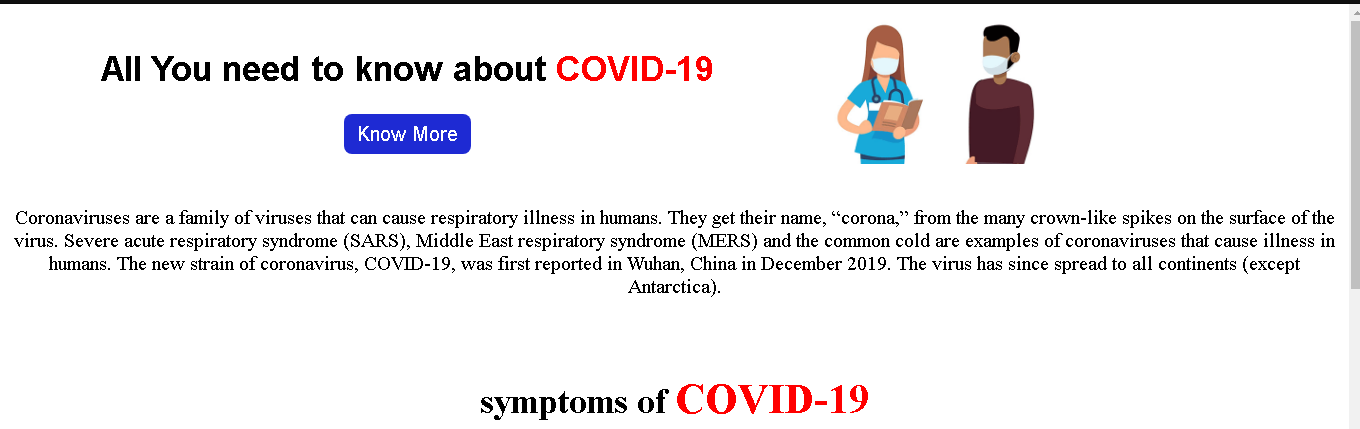 All You need to know about COVID-19
Know More
Coronaviruses are a family of viruses that can cause respiratory illness in humans. They get their name, “corona,” from the many crown-like spikes on the surface of the
virus. Severe acute respiratory syndrome (SARS), Middle East respiratory syndrome (MERS) and the common cold are examples of coronaviruses that cause illness in
humans. The new strain of coronavirus, COVID-19, was first reported in Wuhan, China in December 2019. The virus has since spread to all continents (except
Antarctica).
symptoms of COVID-19